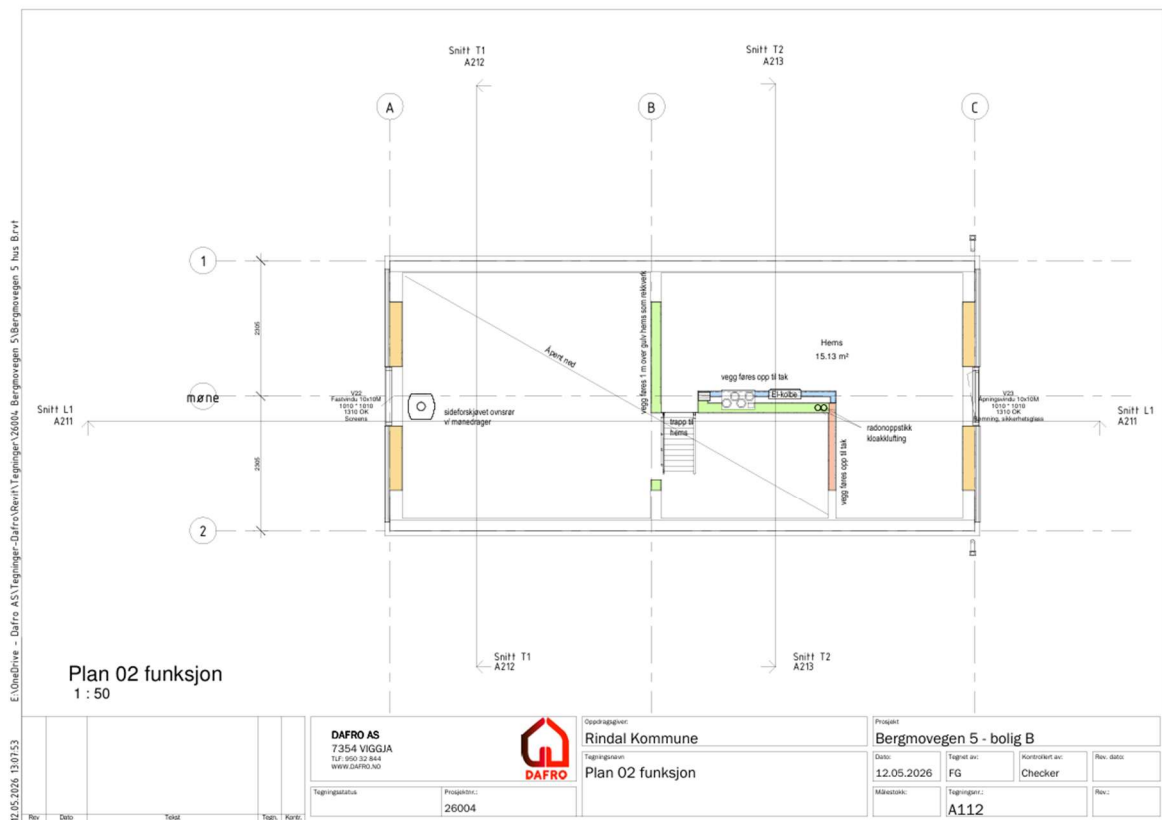 Snitt T1
A212
Snitt T2
A213
A
B
C
1
2305
møne
2305
2
Snitt L1
A211
Snitt L1
A211
V22
Fastvindu 10x10M
1010 * 1010
1310 OK
Screens
sideforskjøvet ovnsrør
v/ mønedrager
Åpent ned
vegg føres 1 m over gulv hems som rekkverk
Hems
15.13 m²
vegg føres opp til tak
El-kolbe
trapp til
hems
radonoppstikk
kloakklufting
vegg føres opp til tak
V23
Åpningsvindu 10x10M
1010 * 1010
1310 OK
sikkerhetsglass
Snitt T1
A212
Snitt T2
A213
Plan 02 funksjon
1 : 50
E:\OneDrive - Dafro AS\Tegninger-Dafro\Revit\Tegninger\26004 Bergmovegen 5\Bergmovegen 5 hus B.rvt
12.05.2026 13:07:53
Rev
Dato
Tekst
Tegn.
Kontr.
DAFRO AS
7354 VIGGJA
TLF: 950 32 844
WWW.DAFRO.NO
DAFRO
Tegningsstatus
Prosjektnr.:
26004
Oppdragsgiver:
Rindal Kommune
Tegningsnavn
Plan 02 funksjon
Prosjekt
Bergmovegen 5 - bolig B
Dato:
12.05.2026
Tegnet av:
FG
Kontrollert av:
Checker
Rev. dato:
Målestokk:
Tegningsnr.:
A112
Rev.: